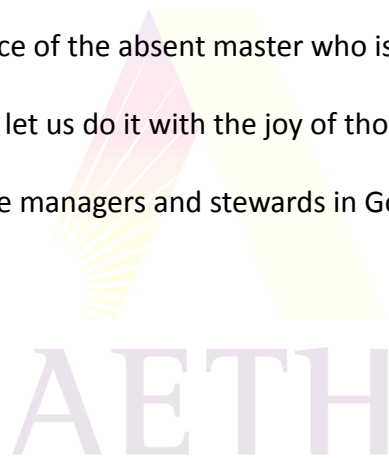 ce of the absent master who is
let us do it with the joy of tho
e managers and stewards in G
AETH